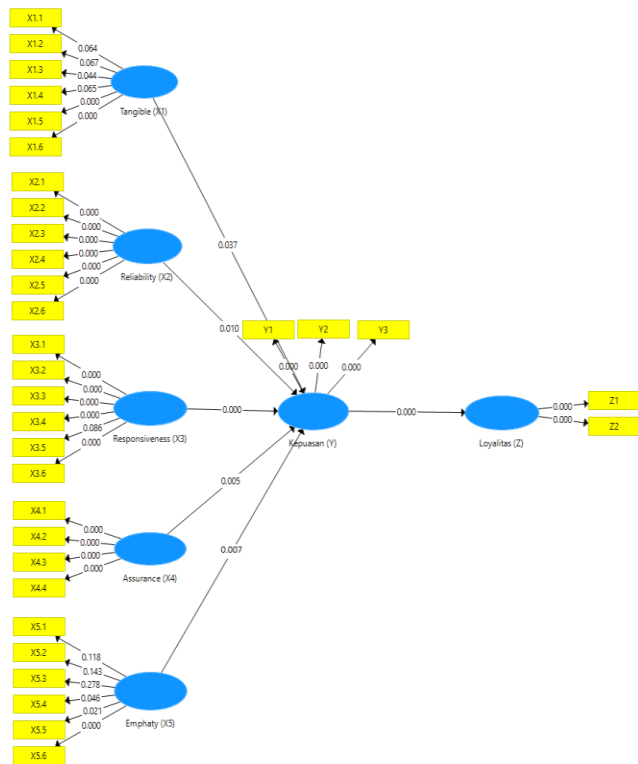 X1.1
X1.2
X1.3
X1.4
X1.5
X1.6
0.064
0.067
0.044
0.065
0.000
0.000
Tangible (X1)
0.037
X2.1
X2.2
X2.3
X2.4
X2.5
X2.6
0.000
0.000
0.000
0.000
0.000
0.000
Reliability (X2)
0.010
Y1
Y2
Y3
0.000
0.000
0.000
X3.1
X3.2
X3.3
X3.4
X3.5
X3.6
0.000
0.000
0.000
0.000
0.086
0.000
Responsiveness (X3)
0.000
Kepuasan (Y)
0.000
Loyalitas (Z)
0.000
0.000
Z1
Z2
X4.1
X4.2
X4.3
X4.4
0.000
0.000
0.000
0.000
Assurance (X4)
0.005
0.007
X5.1
X5.2
X5.3
X5.4
X5.5
X5.6
0.118
0.143
0.278
0.046
0.021
0.000
Emphaty (X5)